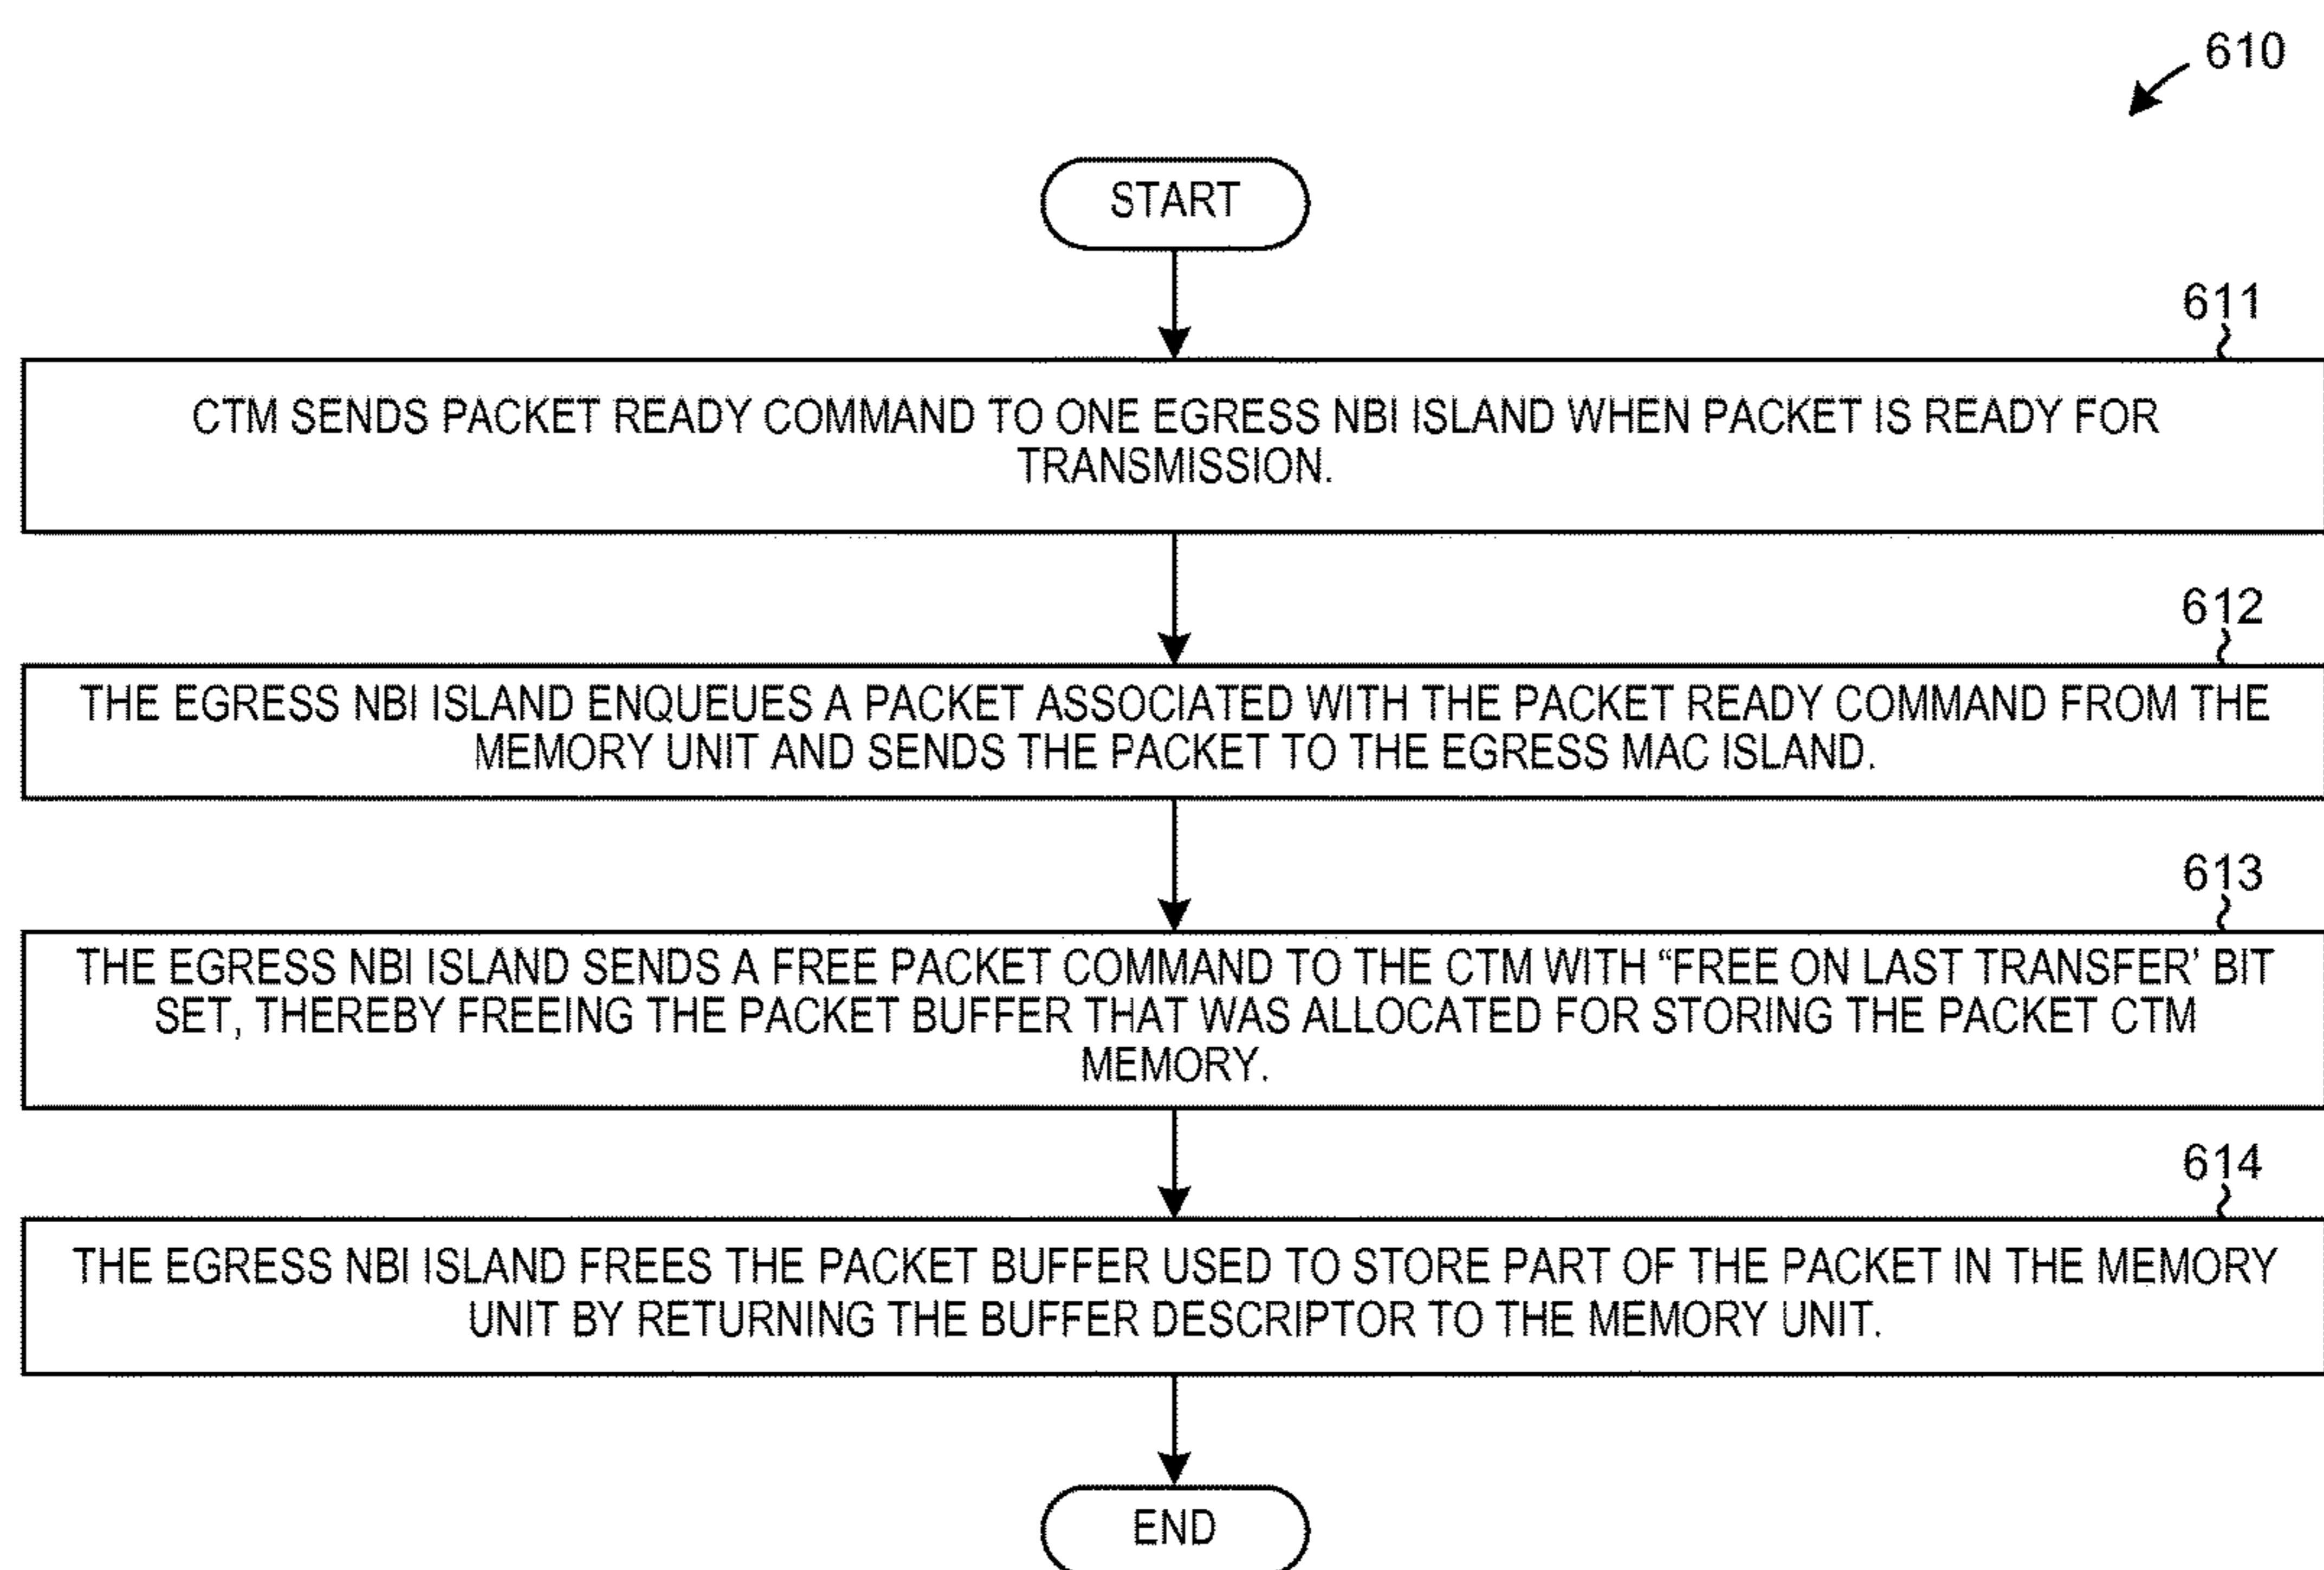 610
START
611
CTM SENDS PACKET READY COMMAND TO ONE EGRESS NBI ISLAND WHEN PACKET IS READY FOR
TRANSMISSION.
612
THE EGRESS NBI ISLAND ENQUEUES A PACKET ASSOCIATED WITH THE PACKET READY COMMAND FROM THE
MEMORY UNIT AND SENDS THE PACKET TO THE EGRESS MAC ISLAND.
613
THE EGRESS NBI ISLAND SENDS A FREE PACKET COMMAND TO THE CTM WITH “FREE ON LAST TRANSFER’ BIT
SET, THEREBY FREEING THE PACKET BUFFER THAT WAS ALLOCATED FOR STORING THE PACKET CTM
MEMORY.
614
THE EGRESS NBI ISLAND FREES THE PACKET BUFFER USED TO STORE PART OF THE PACKET IN THE MEMORY
UNIT BY RETURNING THE BUFFER DESCRIPTOR TO THE MEMORY UNIT.
END